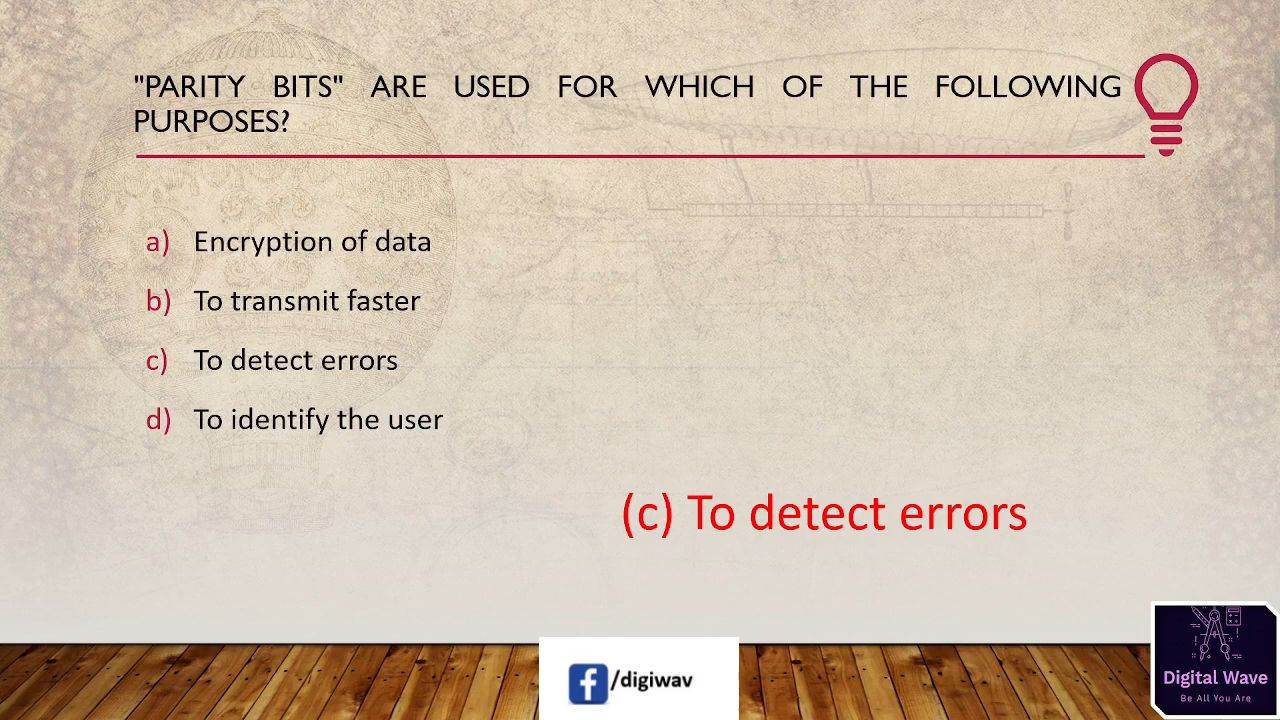 "PARITY BITS" ARE USED FOR WHICH OF THE FOLLOWING
PURPOSES?
a) Encryption of data
b) To transmit faster
c) To detect errors
d) To identify the user
(c) To detect errors
f/digiwav
Digital Wave
Be All You Are